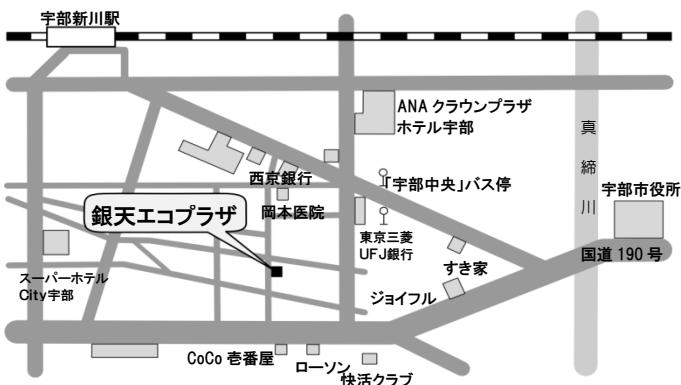 宇部新川駅
ANA クラウンプラザ
ホテル宇部
真
締
川
西京銀行
「宇部中央」バス停
宇部市役所
岡本医院
銀天エコプラザ
東京三菱
UFJ銀行
国道 190 号
すき家
スーパーホテル
City宇部
ジョイフル
CoCo 壱番屋
ローソン
快活クラブ